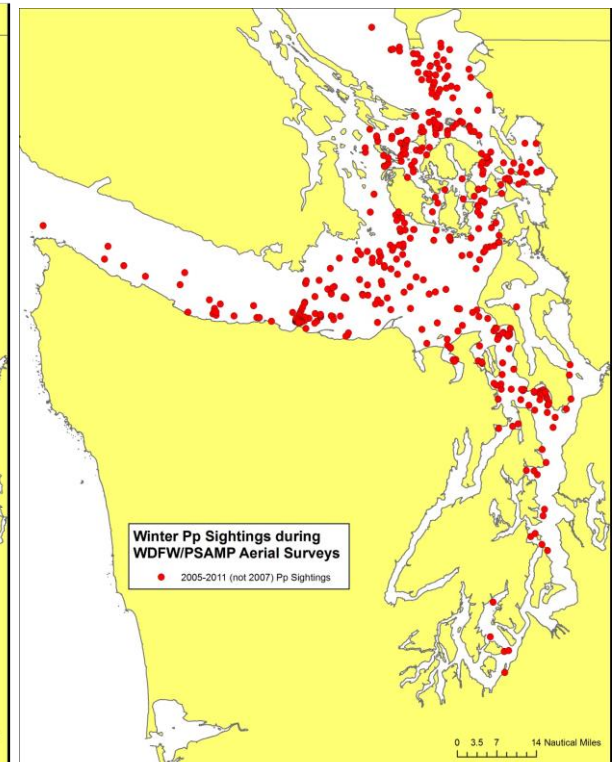 Winter Pp Sightings during
WDFW/PSAMP Aerial Surveys
2005-2011 (not 2007) Pp Sightings
0 3.5 7 14 Nautical Miles